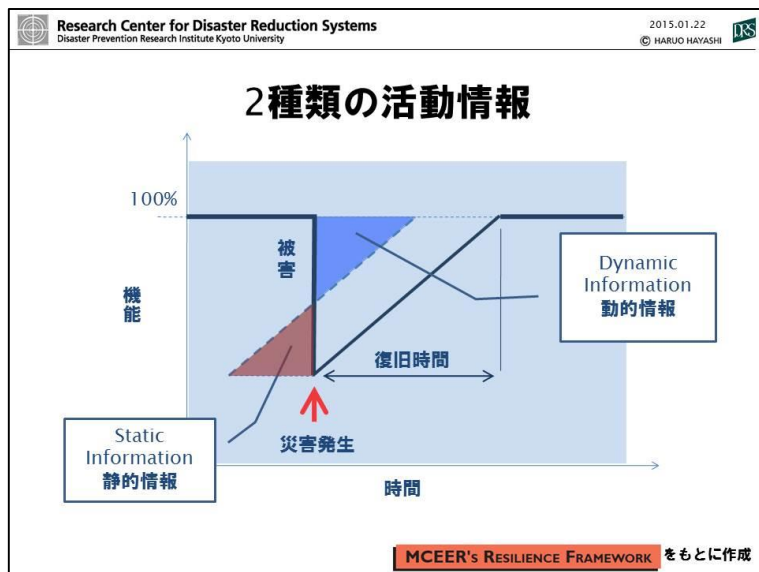 Research Center for Disaster Reduction Systems
Disaster Prevention Research Institute Kyoto University
2015.01.22
© HARUO HAYASHI
DRS
2種類の活動情報
100%
被害
機能
Dynamic
Information
動的情報
復旧時間
Static
Information
静的情報
災害発生
時間
MCEER'S RESILIENCE FRAMEWORK をもとに作成